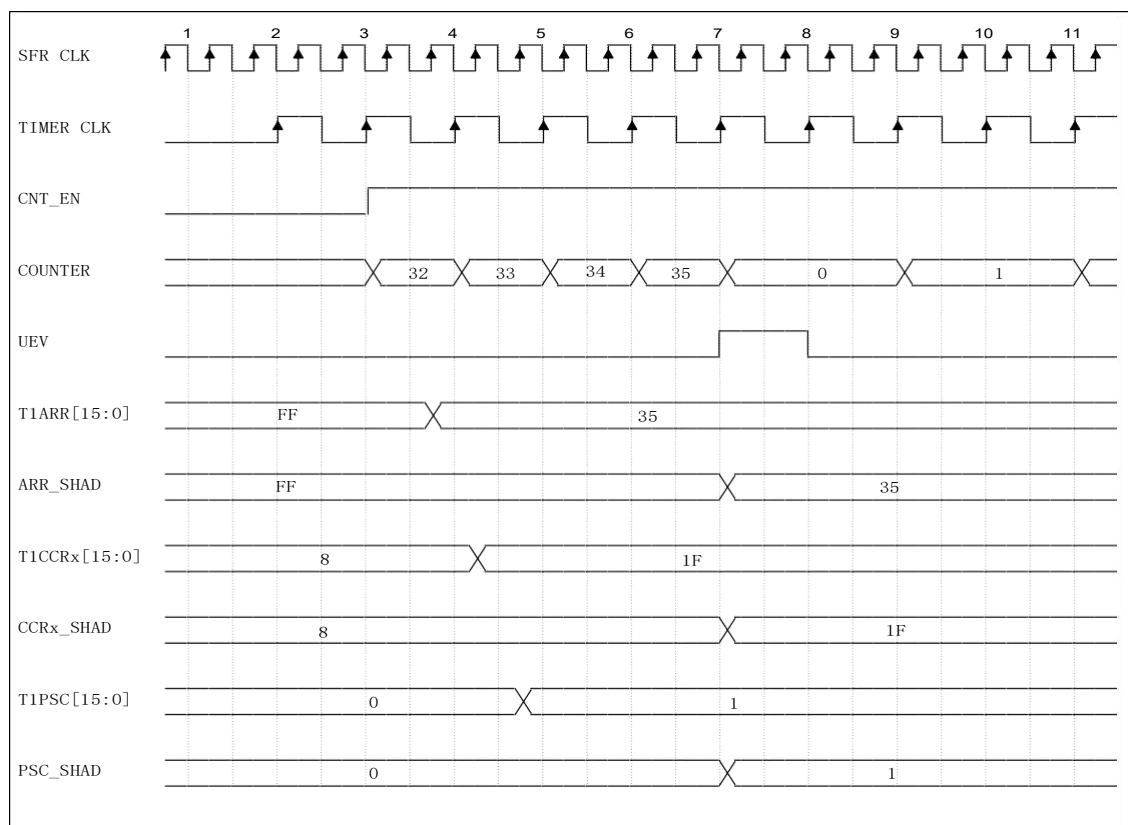 1 2 3 4 5 6 7 8 9 10 11
SFR CLK
TIMER CLK
CNT_EN
COUNTER 32 33 34 35 0 1
UEV
T1ARR[15:0] FF 35
ARR_SHAD FF 35
T1CCRx[15:0] 8 1F
CCRx_SHAD 8 1F
T1PSC[15:0] 0 1
PSC_SHAD 0 1